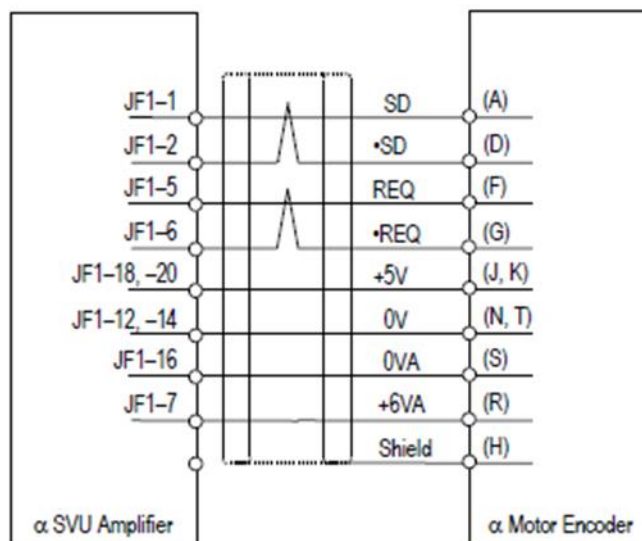 JF1–1 SD (A)
JF1–2 •SD (D)
JF1–5 REQ (F)
JF1–6 •REQ (G)
JF1–18, –20 +5V (J, K)
JF1–12, –14 0V (N, T)
JF1–16 0VA (S)
JF1–7 +6VA (R)
Shield (H)
α SVU Amplifier α Motor Encoder